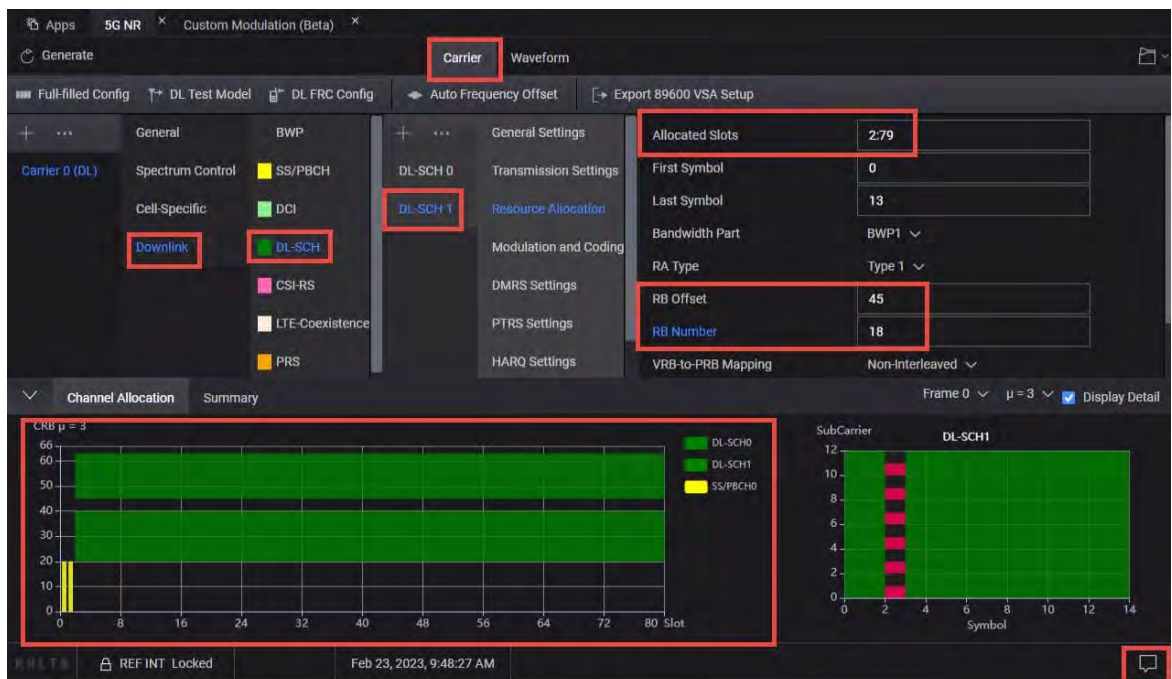 Apps 5G NR × Custom Modulation (Beta) ×
Generate Carrier Waveform
Full-filled Config DL Test Model DL FRC Config Auto Frequency Offset Export 89600 VSA Setup
+ ... General BWP + ... General Settings Allocated Slots 2:79
Carrier 0 (DL) Spectrum Control SS/PBCH DL-SCH 0 Transmission Settings First Symbol 0
Cell-Specific DCI DL-SCH 1 Resource Allocation Last Symbol 13
Downlink DL-SCH Modulation and Coding Bandwidth Part BWP1
RA Type Type 1
CSI-RS DMRS Settings RB Offset 45
LTE-Coexistence PTRS Settings RB Number 18
PRS HARQ Settings VRB-to-PRB Mapping Non-Interleaved
Channel Allocation Summary Frame 0 μ = 3 Display Detail
CRB μ = 3
66
60
50
40
30
20
10
0
0 8 16 24 32 40 48 56 64 72 80 Slot
DL-SCH0
DL-SCH1
SS/PBCH0
SubCarrier DL-SCH1
12
10
8
6
4
2
0
0 2 4 6 8 10 12 14
Symbol
REF INT Locked Feb 23, 2023, 9:48:27 AM